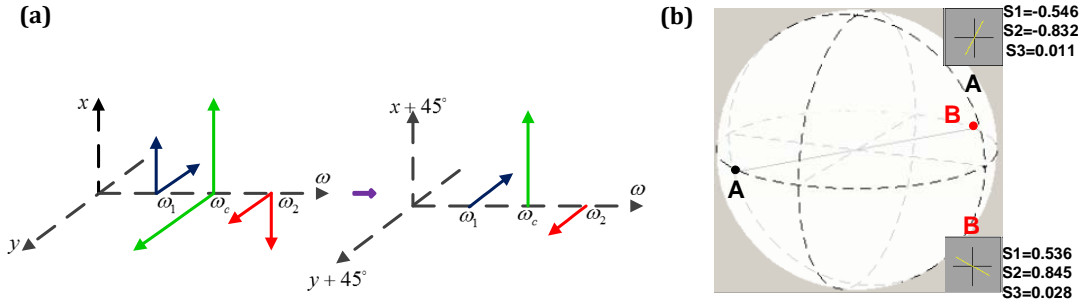 (a)
x
y
ω1
ωc
ω2
ω
x + 45°
y + 45°
ω1
ωc
ω2
ω
(b)
S1=-0.546
S2=-0.832
S3=0.011
A
B
A
B
S1=0.536
S2=0.845
S3=0.028